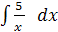 ∫ 5/x dx